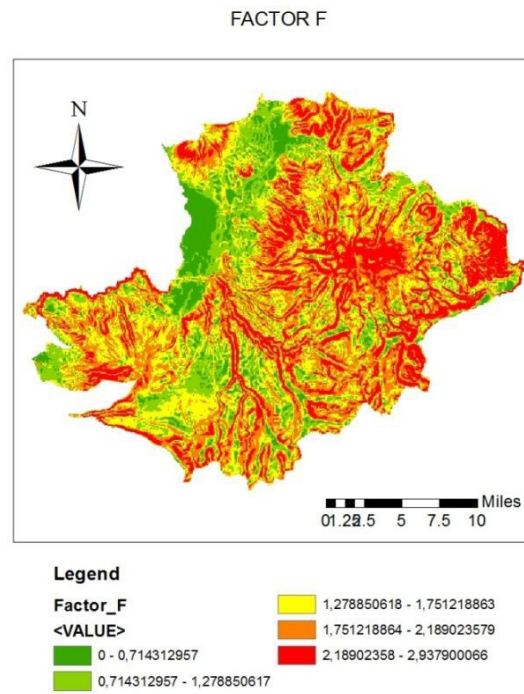 FACTOR F
N
Miles
01.252.5 5 7.5 10
Legend
Factor_F
<VALUE>
0 - 0,714312957
0,714312957 - 1,278850617
1,278850618 - 1,751218863
1,751218864 - 2,189023579
2,18902358 - 2,937900066